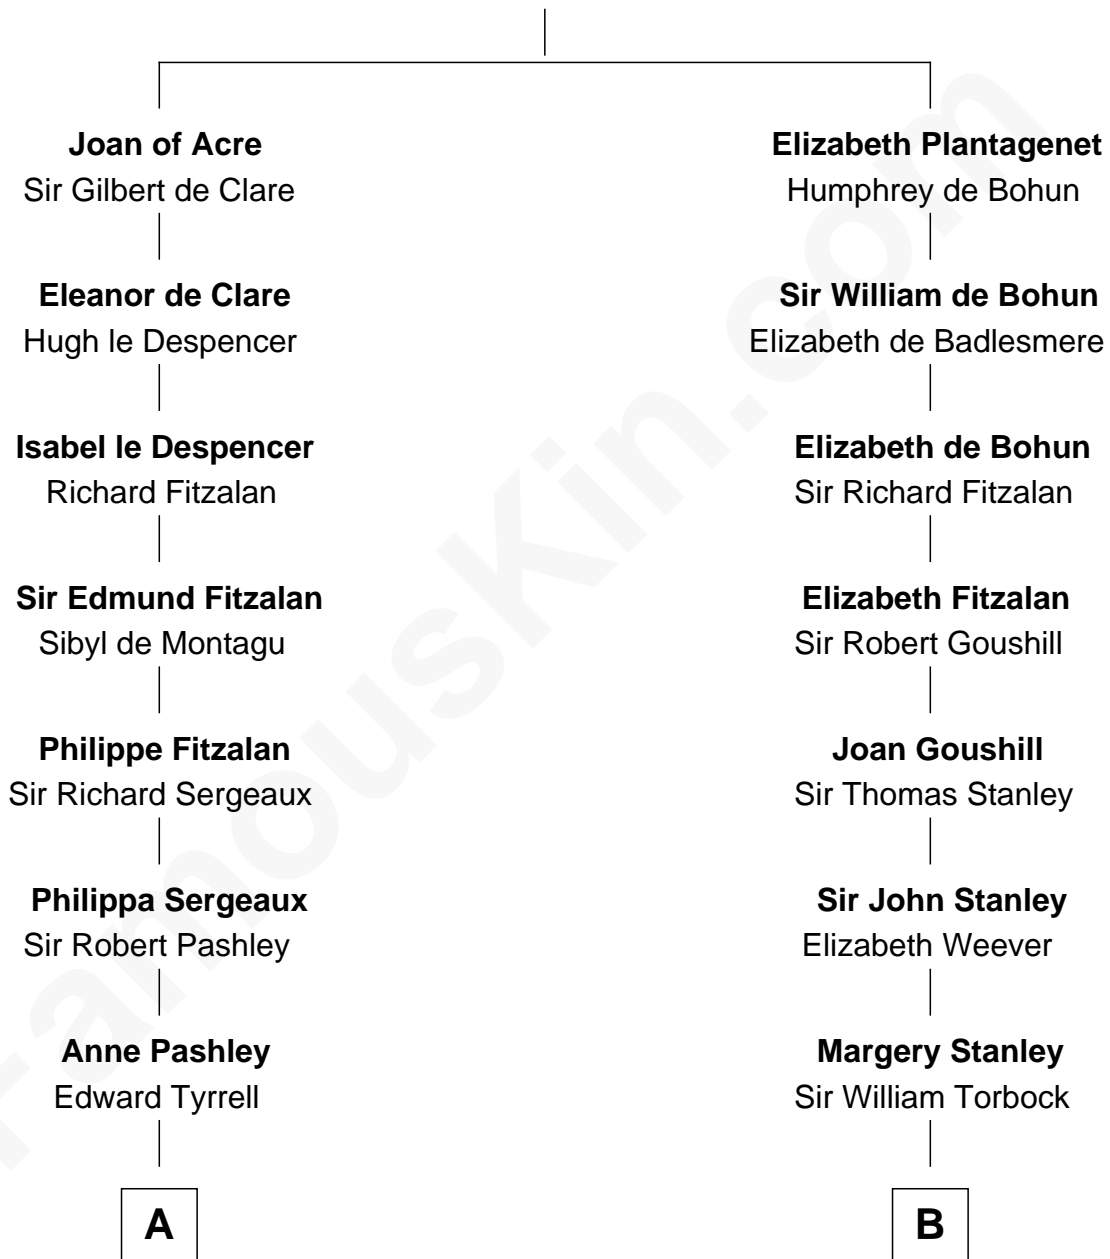 Joan of Acre
Sir Gilbert de Clare
Eleanor de Clare
Hugh le Despencer
Isabel le Despencer
Richard Fitzalan
Sir Edmund Fitzalan
Sibyl de Montagu
Philippe Fitzalan
Sir Richard Sergeaux
Philippa Sergeaux
Sir Robert Pashley
Anne Pashley
Edward Tyrrell
A
Elizabeth Plantagenet
Humphrey de Bohun
Sir William de Bohun
Elizabeth de Badlesmere
Elizabeth de Bohun
Sir Richard Fitzalan
Elizabeth Fitzalan
Sir Robert Goushill
Joan Goushill
Sir Thomas Stanley
Sir John Stanley
Elizabeth Weever
Margery Stanley
Sir William Torbock
B
FamousKin.com